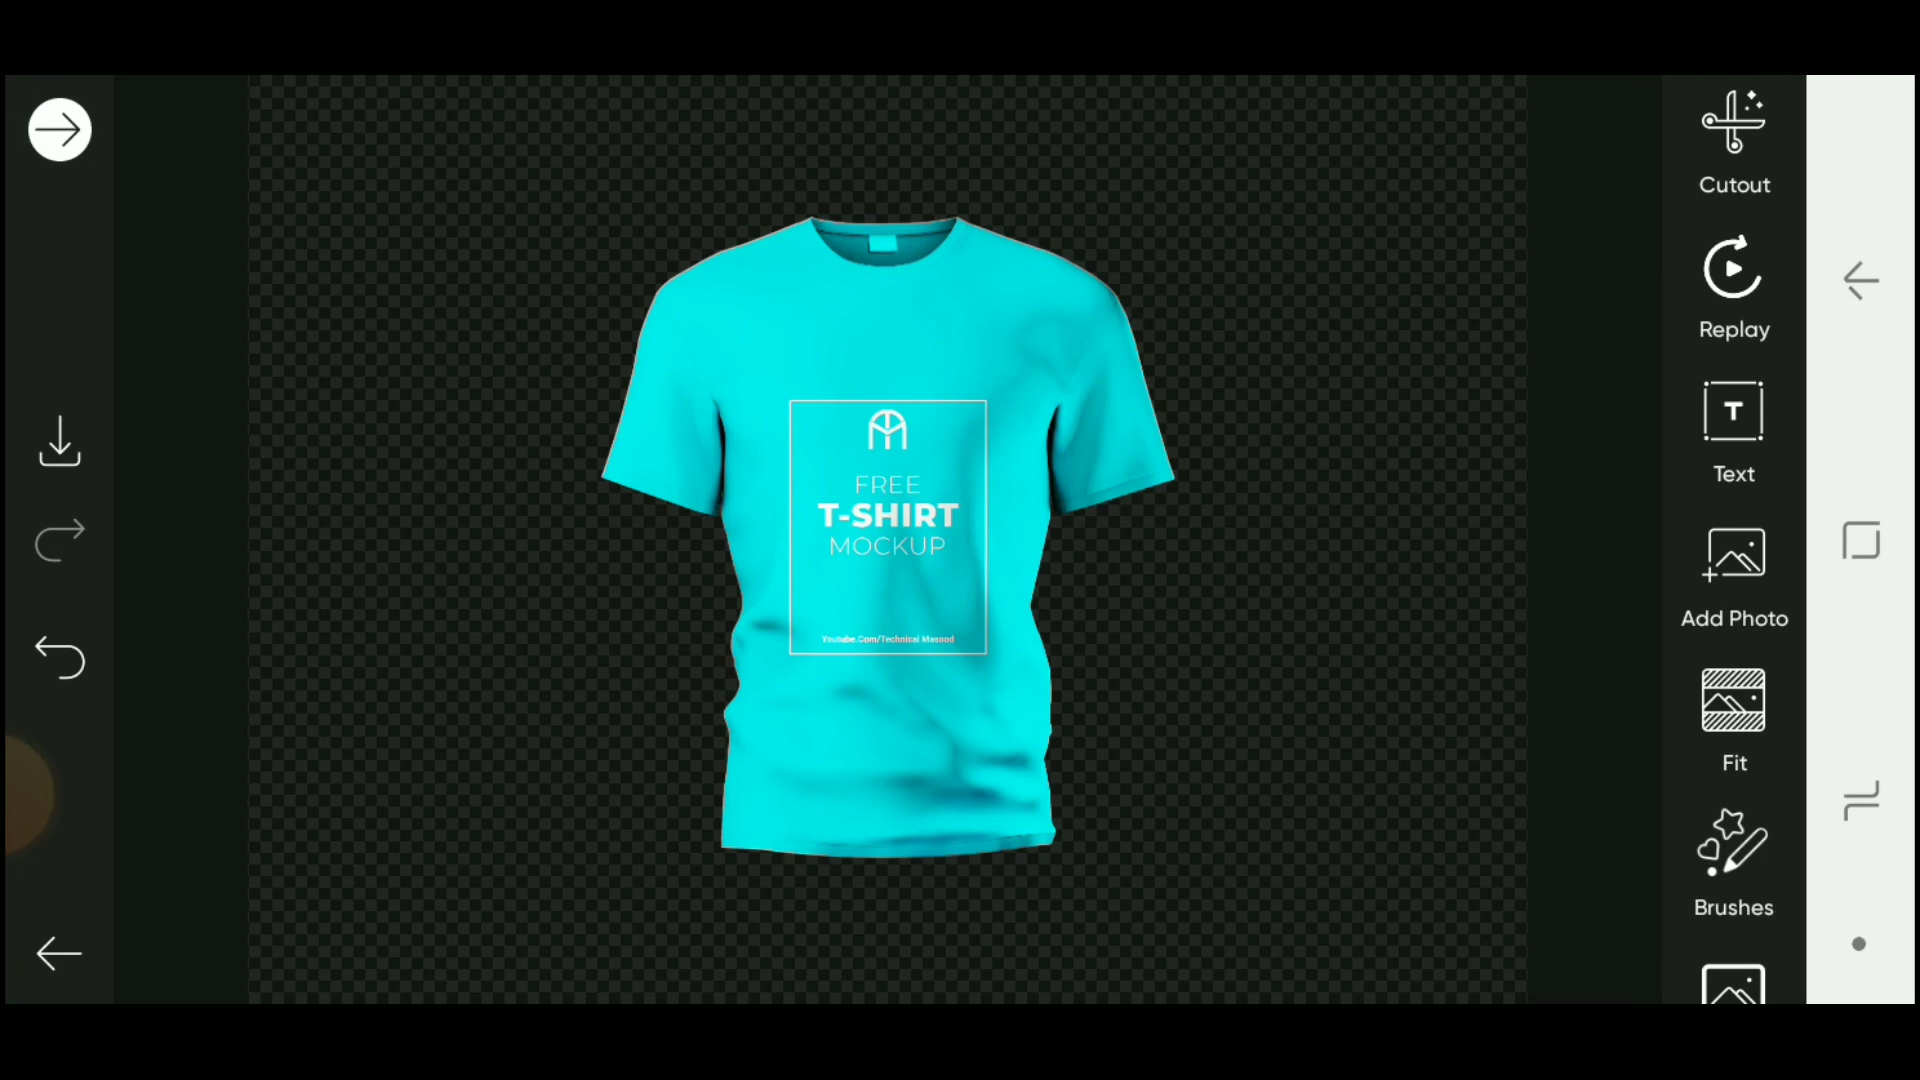 FREE
T-SHIRT
MOCKUP
Youtube.Com/Technical Masood
Cutout
Replay
T
Text
Add Photo
Fit
Brushes